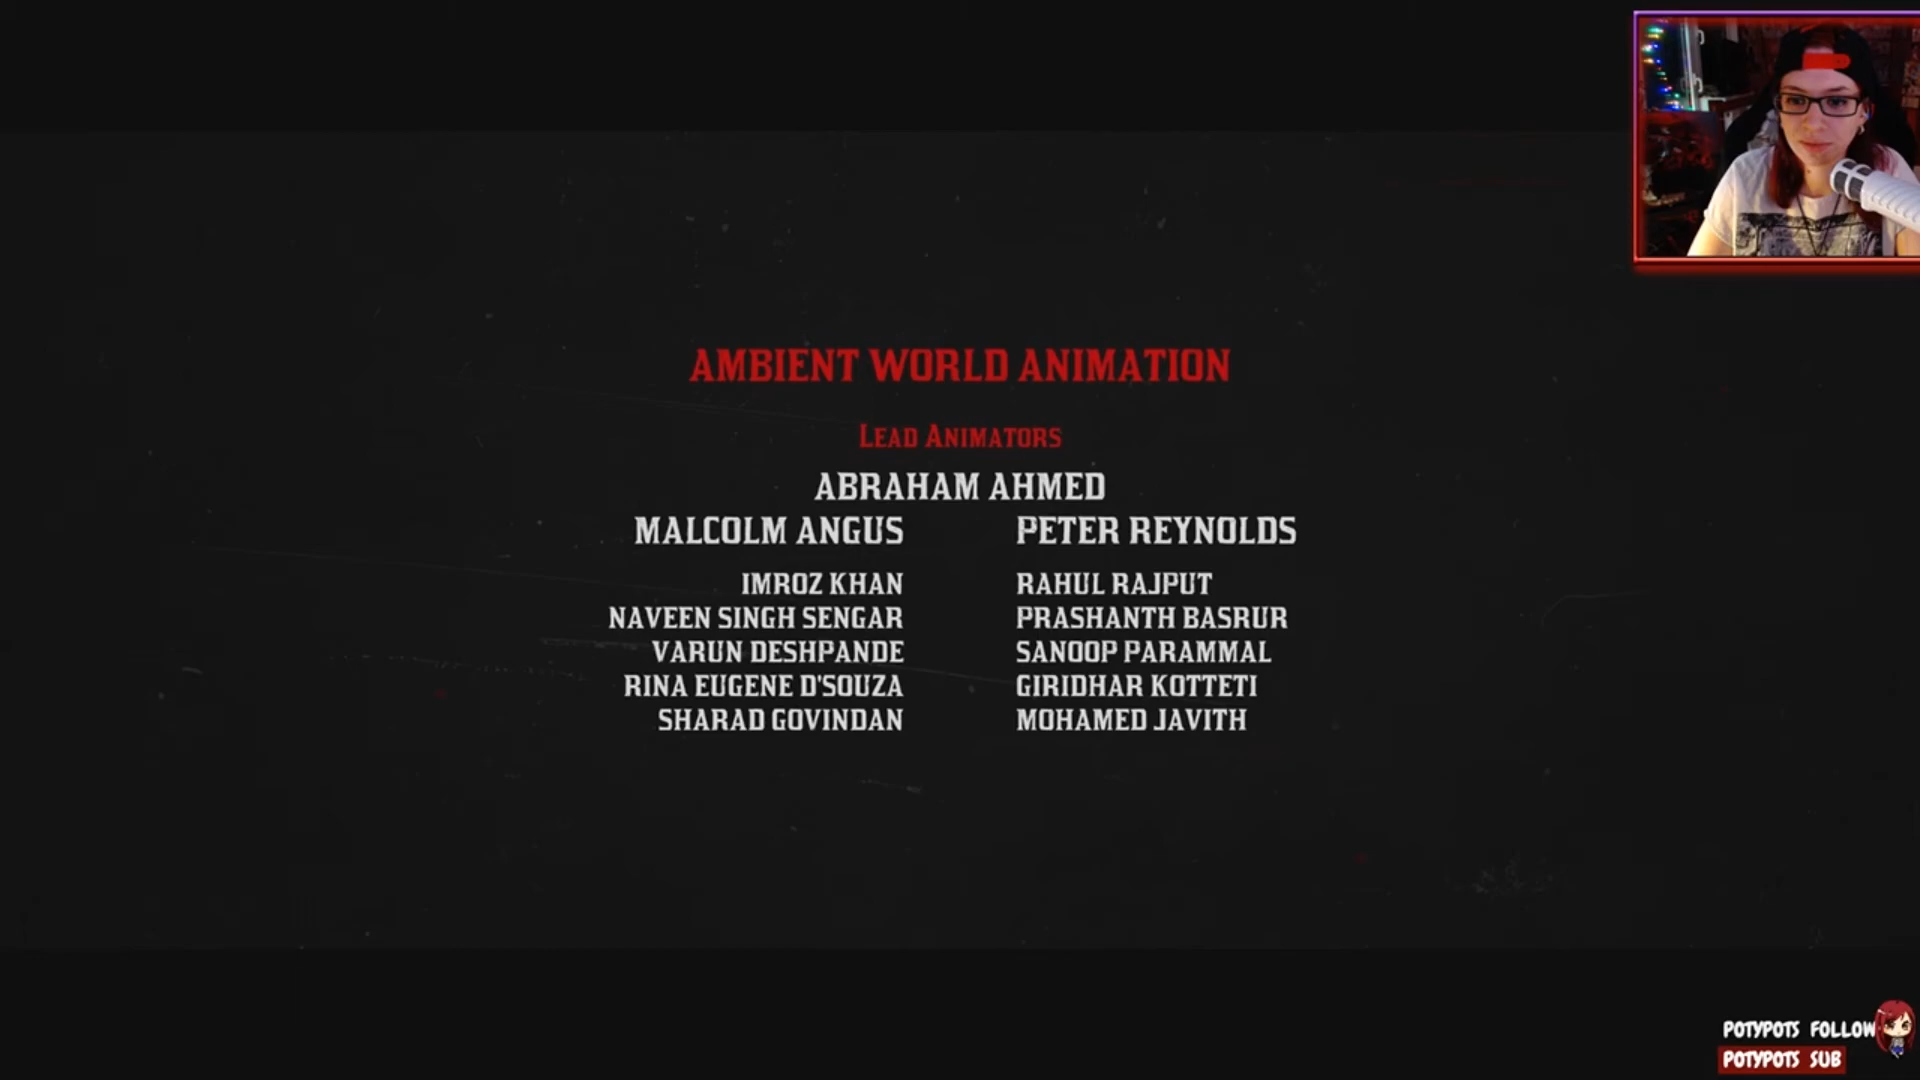 AMBIENT WORLD ANIMATION
LEAD ANIMATORS
ABRAHAM AHMED
MALCOLM ANGUS PETER REYNOLDS
IMROZ KHAN RAHUL RAJPUT
NAVEEN SINGH SENGAR PRASHANTH BASRUR
VARUN DESHPANDE SANOOP PARAMMAL
RINA EUGENE D'SOUZA GIRIDHAR KOTTETI
SHARAD GOVINDAN MOHAMED JAVITH
POTYPOTS FOLLOW
POTYPOTS SUB